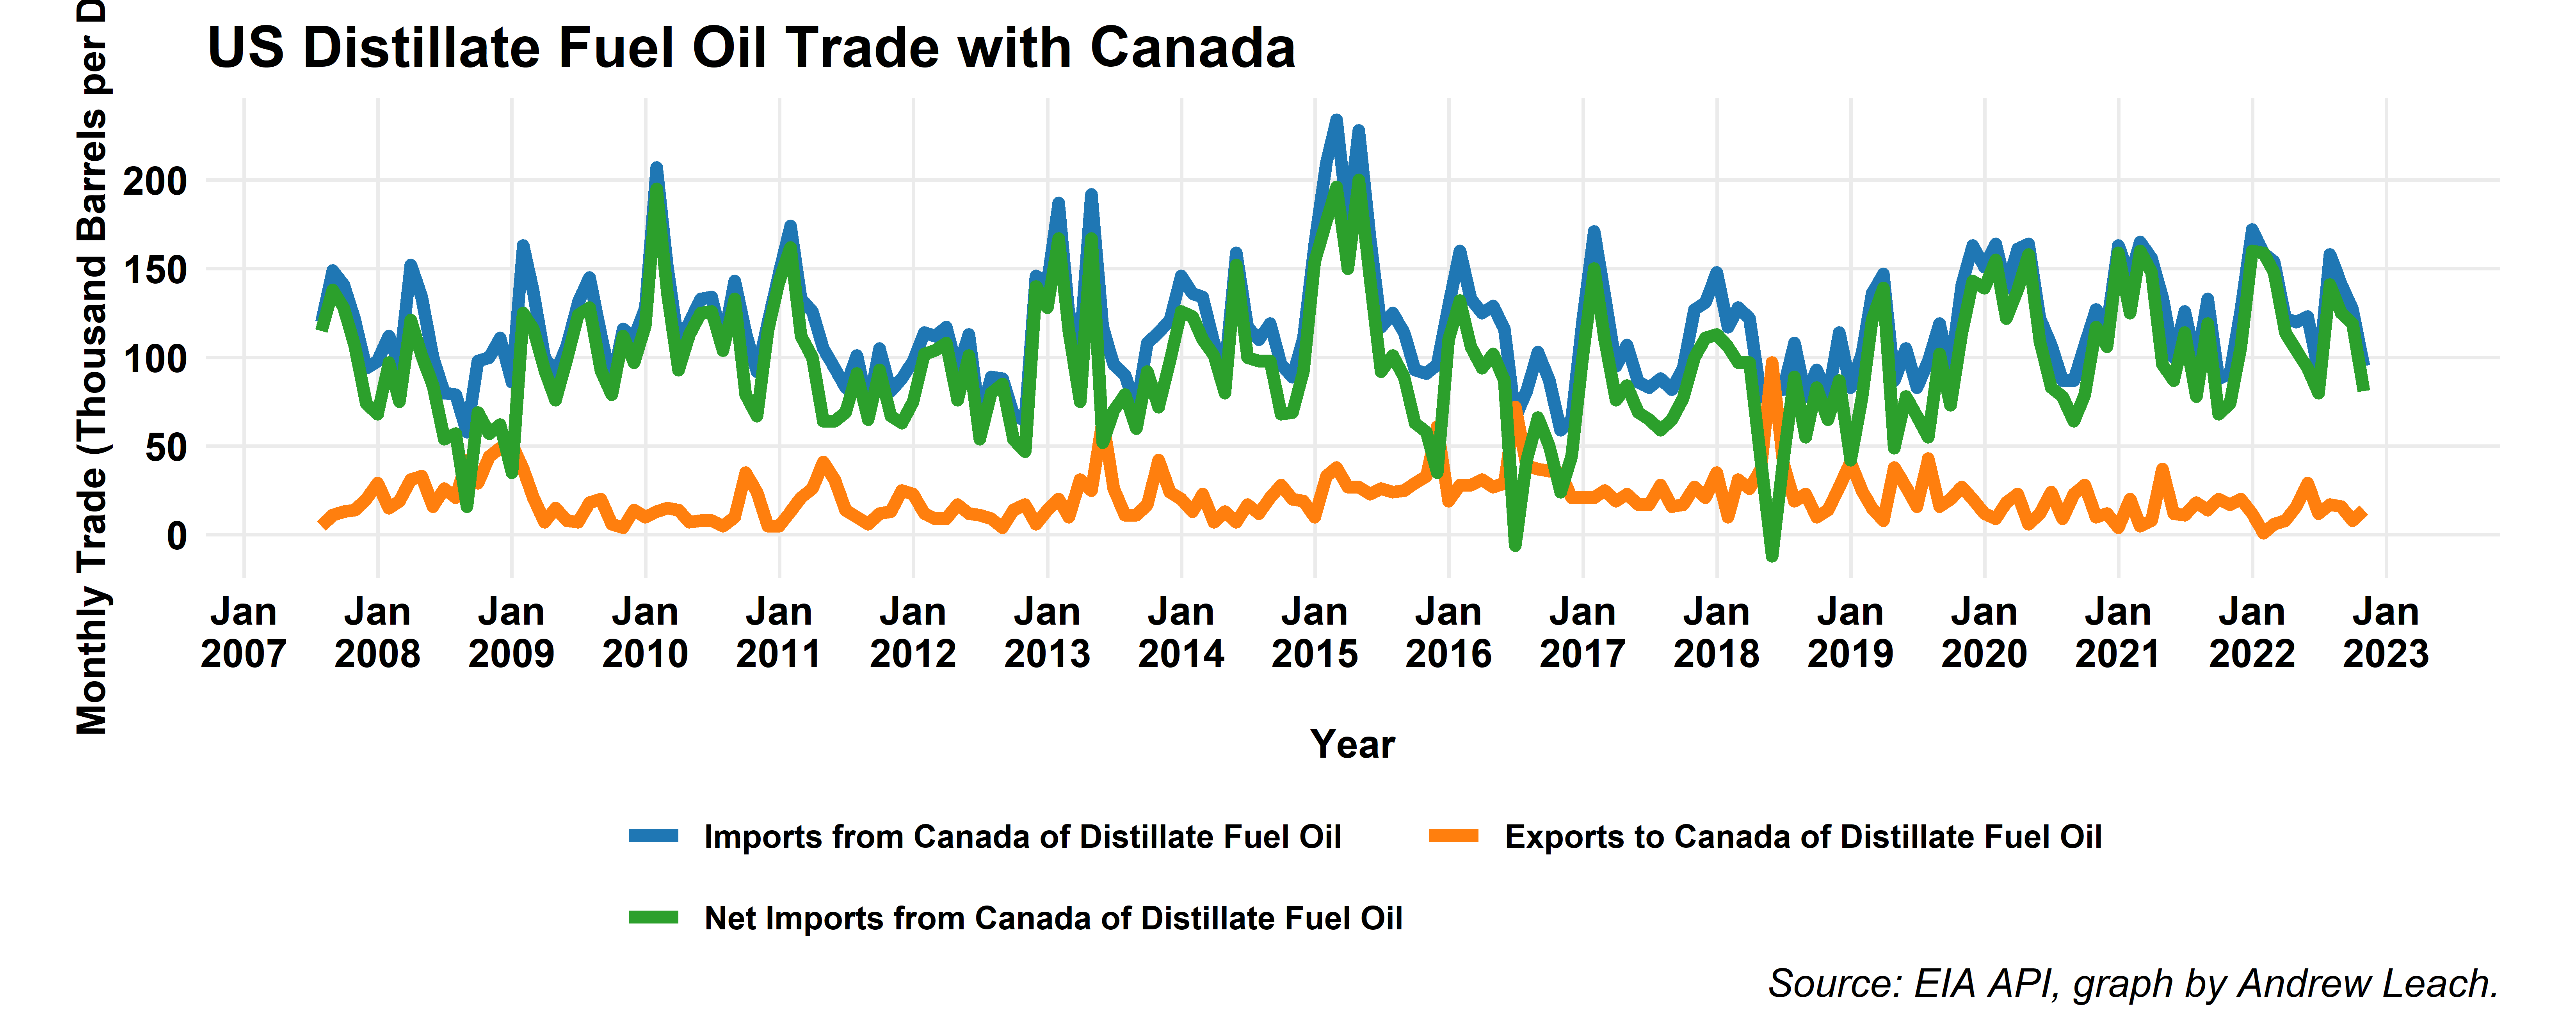 US Distillate Fuel Oil Trade with Canada
Monthly Trade (Thousand Barrels per D
200
150
100
50
0
Jan 2007
Jan 2008
Jan 2009
Jan 2010
Jan 2011
Jan 2012
Jan 2013
Jan 2014
Jan 2015
Jan 2016
Jan 2017
Jan 2018
Jan 2019
Jan 2020
Jan 2021
Jan 2022
Jan 2023
Year
Imports from Canada of Distillate Fuel Oil
Exports to Canada of Distillate Fuel Oil
Net Imports from Canada of Distillate Fuel Oil
Source: EIA API, graph by Andrew Leach.